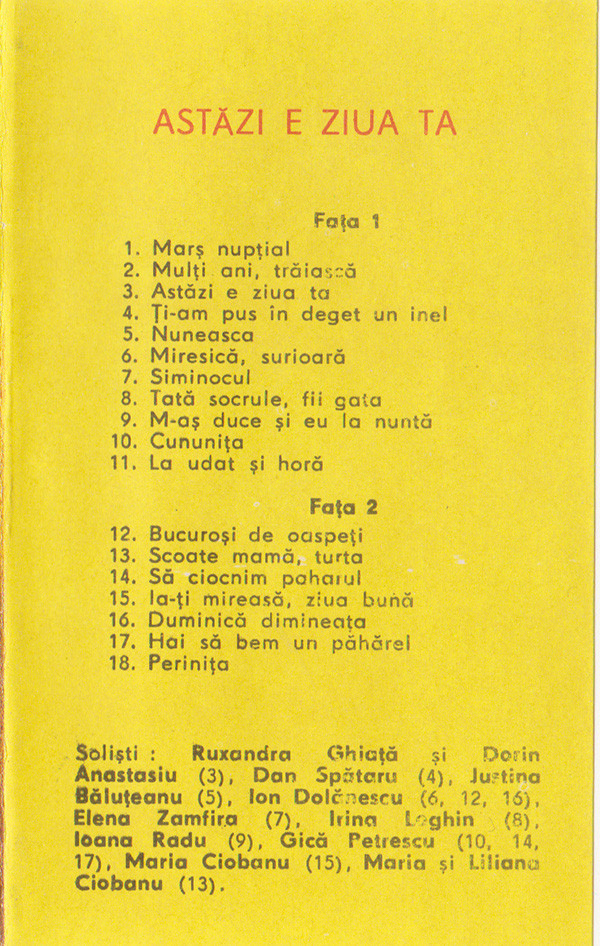 ASTĂZI E ZIUA TA
Fața 1
1. Marș nupțial
2. Mulți ani, trăiască
3. Astăzi e ziua ta
4. Ți-am pus în deget un inel
5. Nuneasca
6. Miresică, surioară
7. Siminocul
8. Tată socrule, fii gata
9. M-aș duce și eu la nuntă
10. Cununița
11. La udat și horă
Fața 2
12. Bucuroși de oaspeți
13. Scoate mamă, turta
14. Să ciocnim paharul
15. Ia-ți mireasă, ziua bună
16. Duminică dimineața
17. Hai să bem un păhărel
18. Perinița
Soliști : Ruxandra Ghiață și Dorin
Anastasiu (3), Dan Spătaru (4), Justina
Băluțeanu (5), Ion Dolănescu (6, 12, 16),
Elena Zamfira (7), Irina Loghin (8),
Ioana Radu (9), Gică Petrescu (10, 14,
17), Maria Ciobanu (15), Maria și Liliana
Ciobanu (13).